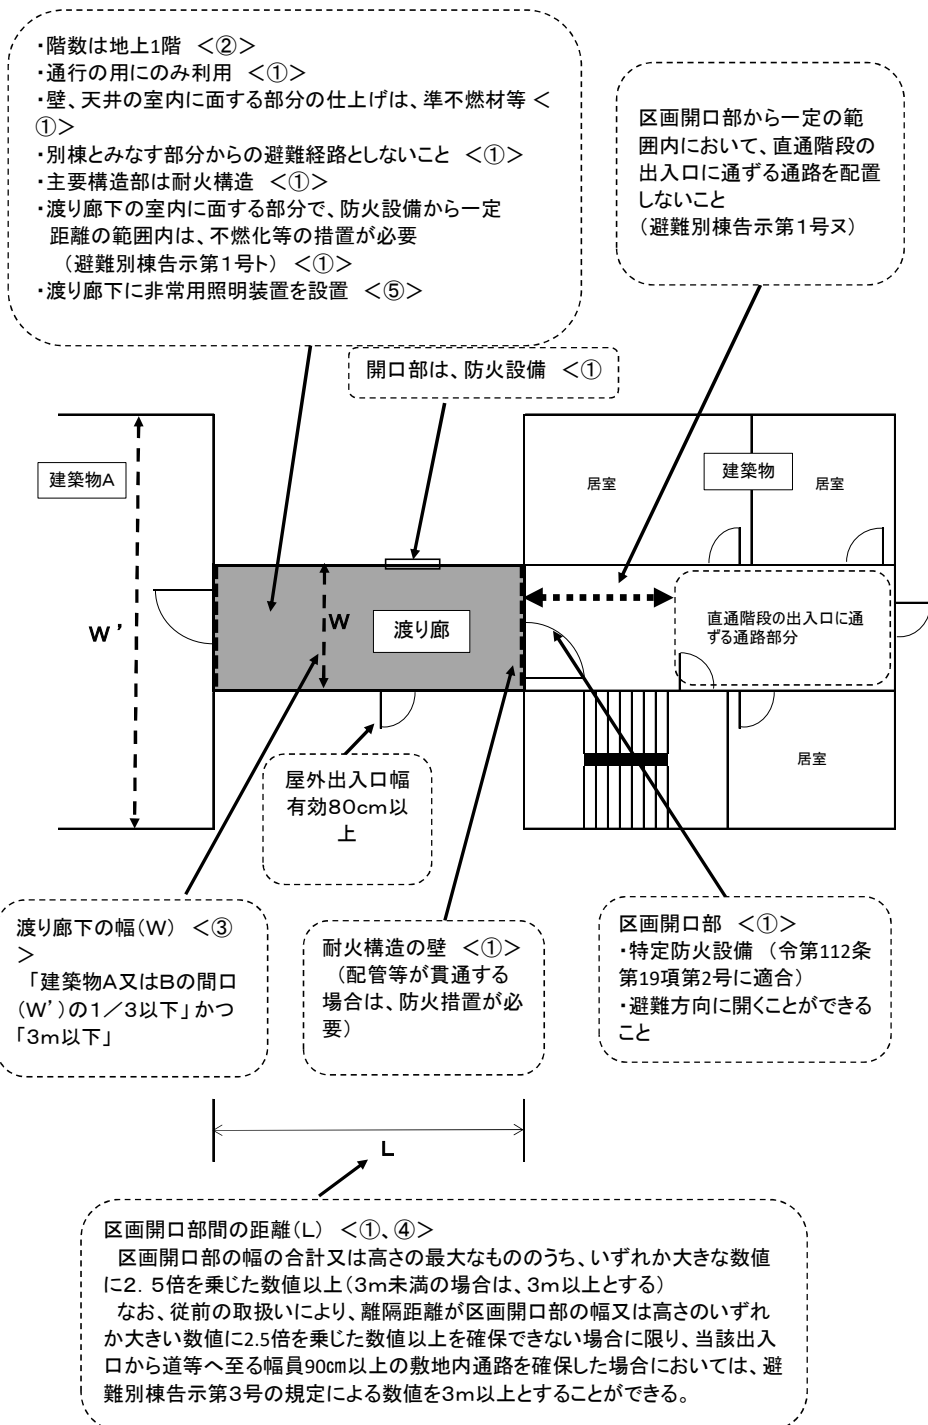 ・階数は地上1階 <②>
・通行の用にのみ利用 <①>
・壁、天井の室内に面する部分の仕上げは、準不燃材等 <
①>
・別棟とみなす部分からの避難経路としないこと <①>
・主要構造部は耐火構造 <①>
・渡り廊下の室内に面する部分で、防火設備から一定
距離の範囲内は、不燃化等の措置が必要
(避難別棟告示第1号ト) <①>
・渡り廊下に非常用照明装置を設置 <⑤>
区画開口部から一定の範
囲内において、直通階段の
出入口に通ずる通路を配置
しないこと
(避難別棟告示第1号ヌ)
開口部は、防火設備 <①
建築物A
居室
建築物
居室
W'
W
渡り廊
直通階段の出入口に通
ずる通路部分
屋外出入口幅
有効80cm以
上
居室
渡り廊下の幅(W) <③
>
「建築物A又はBの間口
(W')の1/3以下」かつ
「3m以下」
耐火構造の壁 <①>
(配管等が貫通する
場合は、防火措置が必
要)
区画開口部 <①>
・特定防火設備 (令第112条
第19項第2号に適合)
・避難方向に開くことができる
こと
L
区画開口部間の距離(L) <①、④>
区画開口部の幅の合計又は高さの最大なもののうち、いずれか大きな数値
に2.5倍を乗じた数値以上(3m未満の場合は、3m以上とする)
なお、従前の取扱いにより、離隔距離が区画開口部の幅又は高さのいずれ
か大きい数値に2.5倍を乗じた数値以上を確保できない場合に限り、当該出入
口から道等へ至る幅員90㎝以上の敷地内通路を確保した場合においては、避
難別棟告示第3号の規定による数値を3m以上とすることができる。